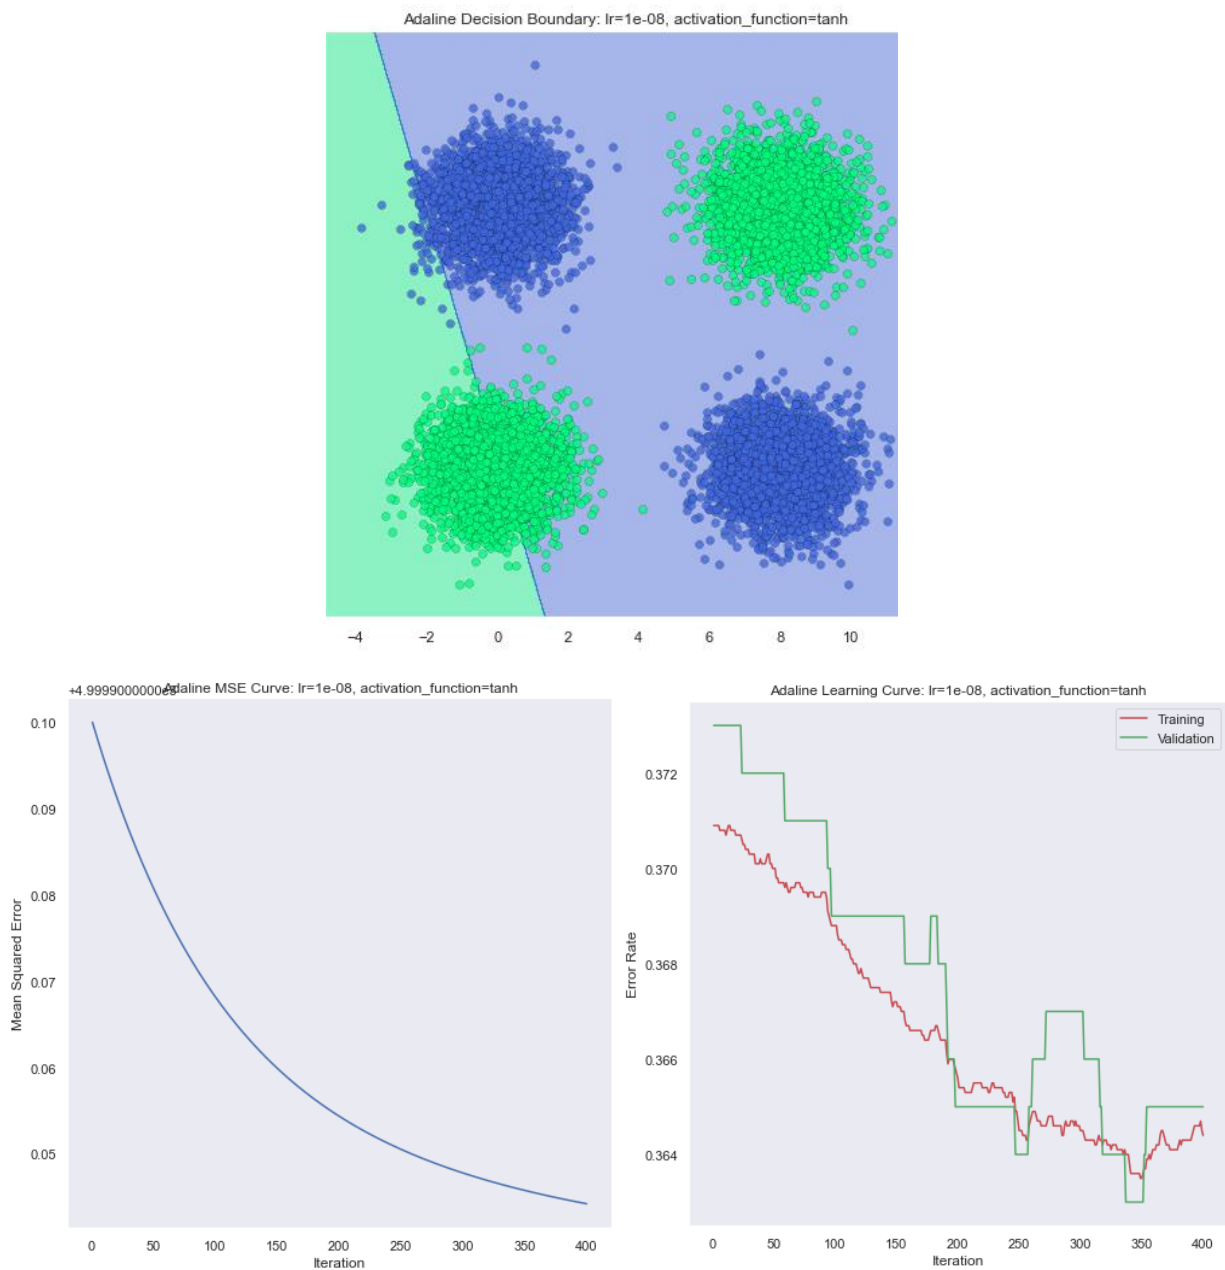 Adaline Decision Boundary: lr=1e-08, activation_function=tanh
−4 −2 0 2 4 6 8 10
+4.9999000000e5
Adaline MSE Curve: lr=1e-08, activation_function=tanh
0.10
0.09
0.08
0.07
0.06
0.05
Mean Squared Error
0 50 100 150 200 250 300 350 400
Iteration
Adaline Learning Curve: lr=1e-08, activation_function=tanh
Training
Validation
0.372
0.370
0.368
0.366
0.364
Error Rate
0 50 100 150 200 250 300 350 400
Iteration